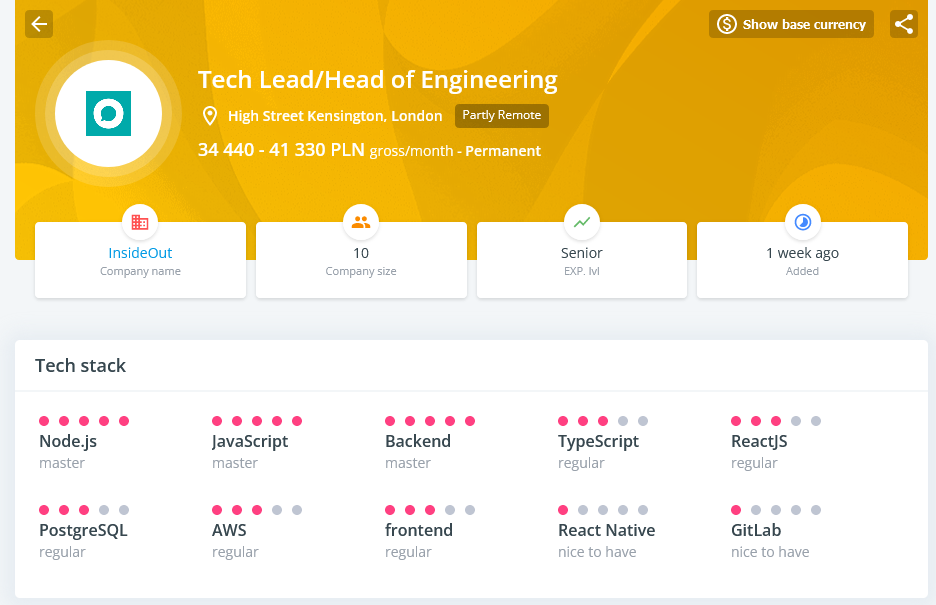 Show base currency
Tech Lead/Head of Engineering
High Street Kensington, London Partly Remote
34 440 - 41 330 PLN gross/month - Permanent
InsideOut 10 Senior 1 week ago
Company name Company size EXP. lvl Added
Tech stack
Node.js JavaScript Backend TypeScript ReactJS
master master master regular regular
PostgreSQL AWS frontend React Native GitLab
regular regular regular nice to have nice to have